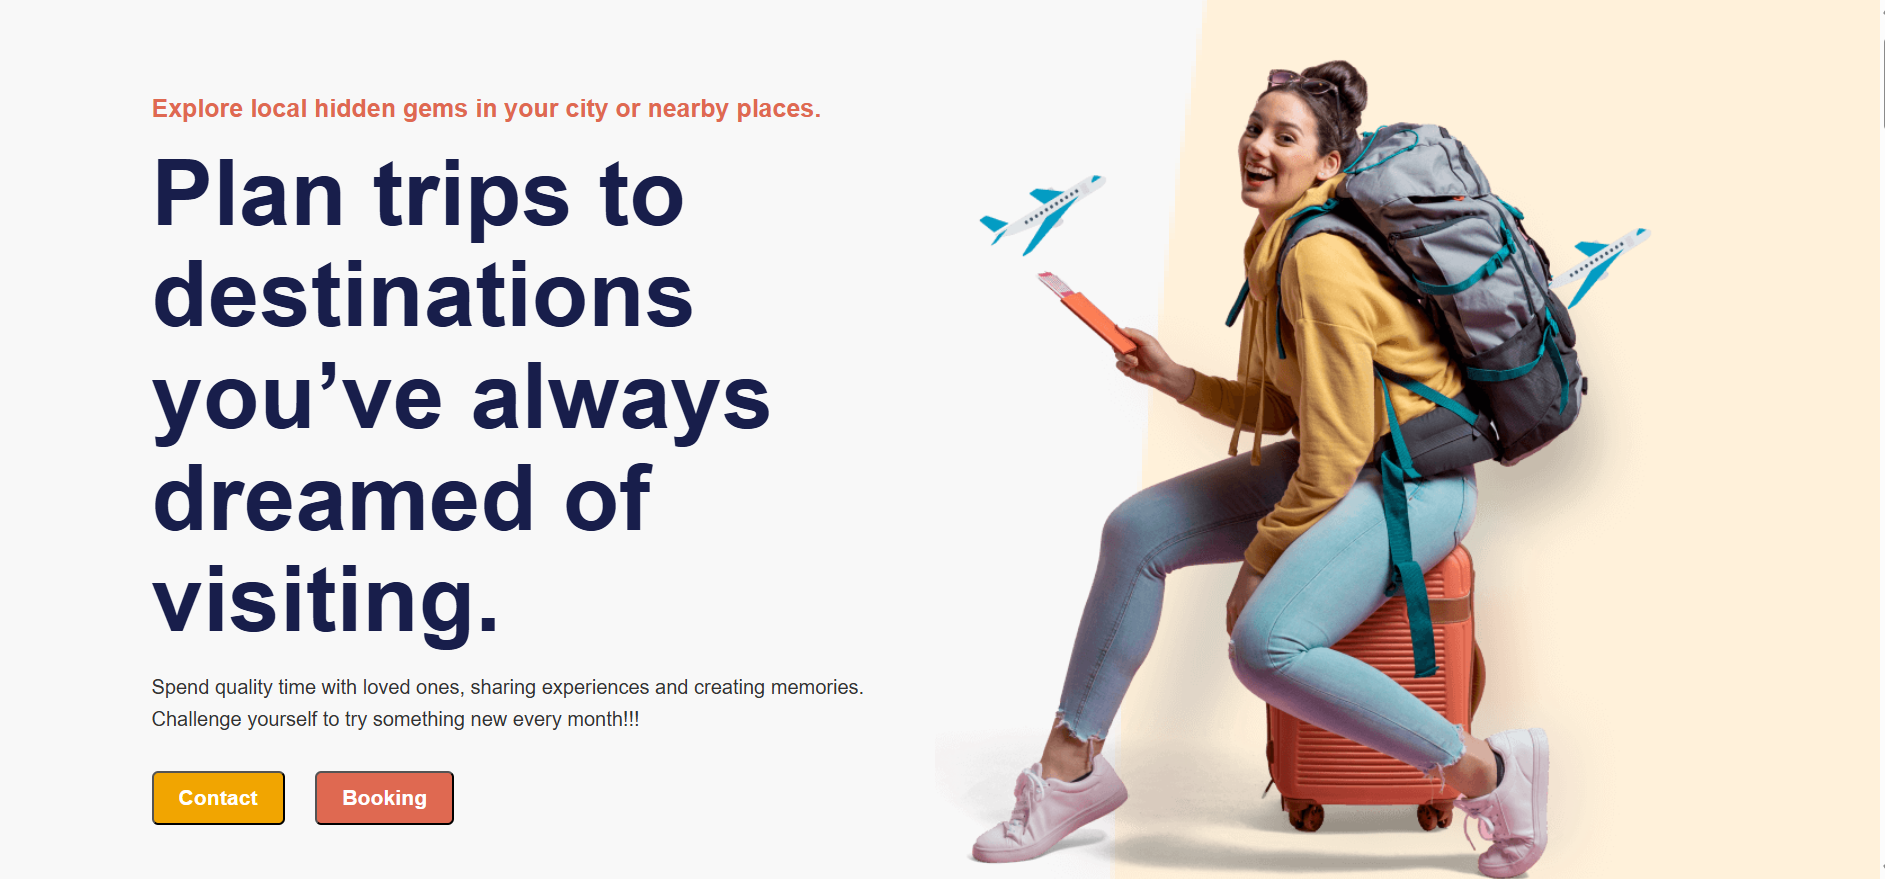 Explore local hidden gems in your city or nearby places.
Plan trips to
destinations
you’ve always
dreamed of
visiting.
Spend quality time with loved ones, sharing experiences and creating memories.
Challenge yourself to try something new every month!!!
Contact
Booking